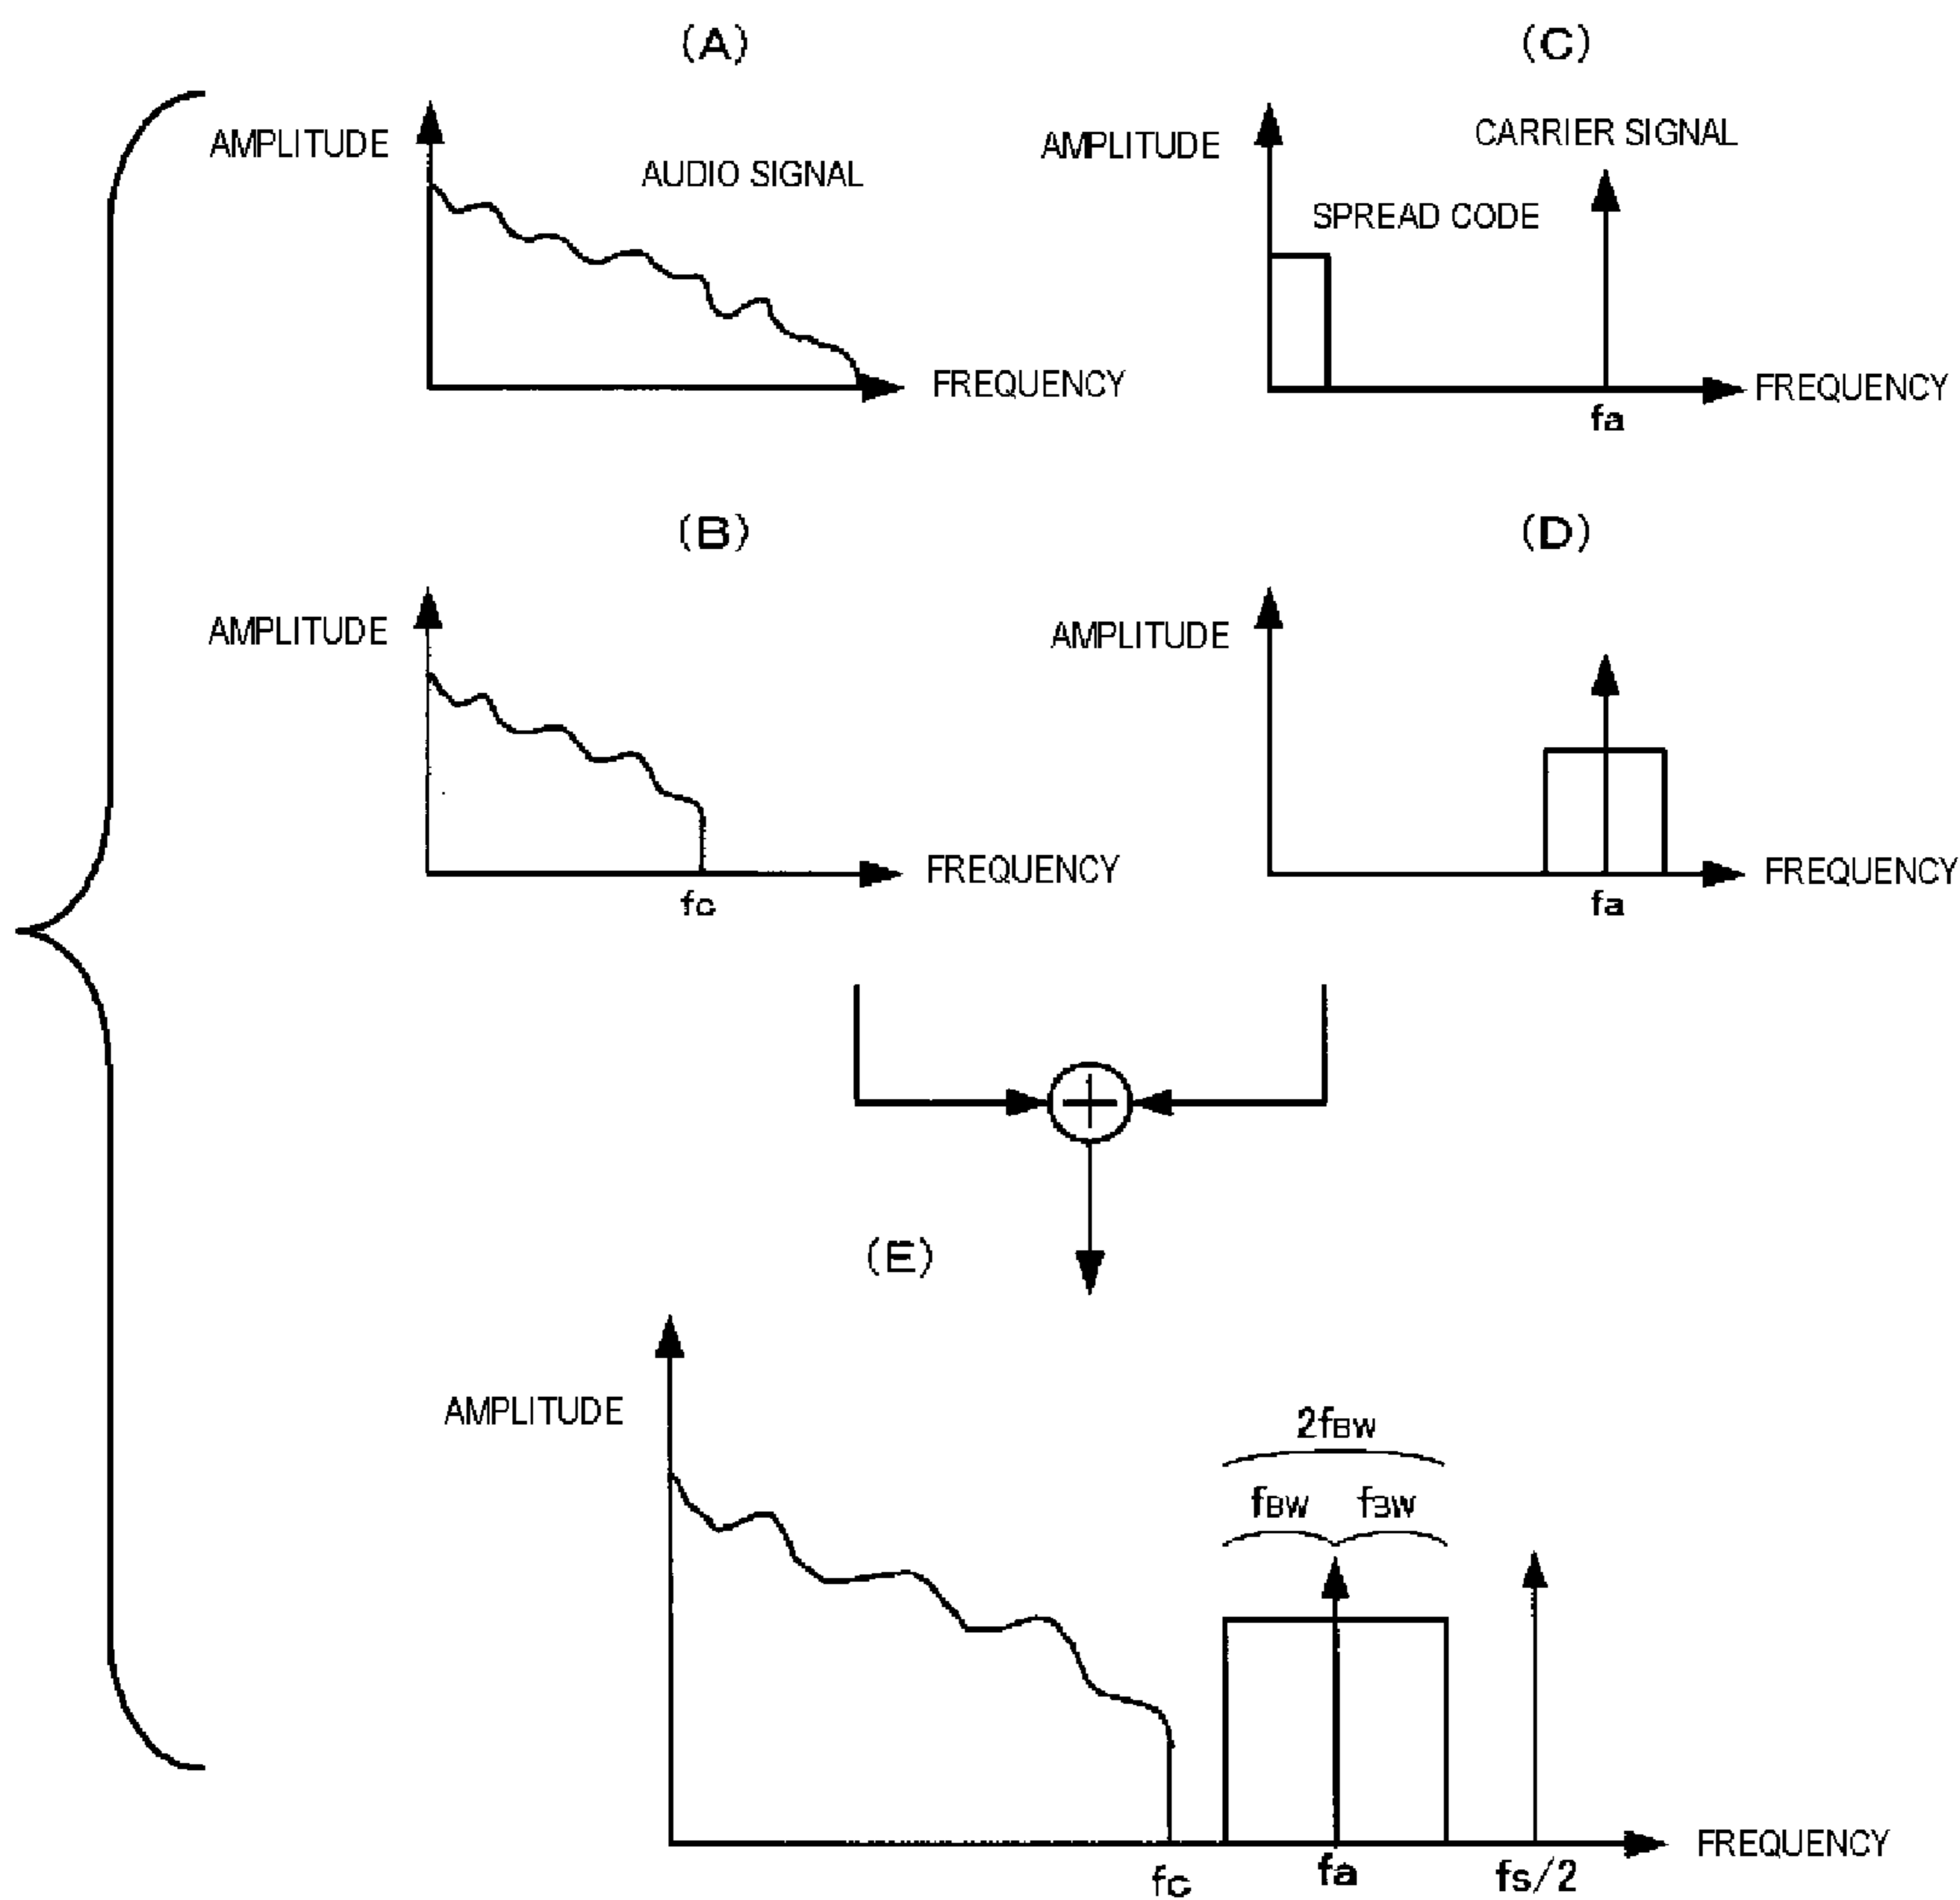 (A)
AMPLITUDE
AUDIO SIGNAL
FREQUENCY
(C)
AMPLITUDE
CARRIER SIGNAL
SPREAD CODE
FREQUENCY
fa
(B)
AMPLITUDE
FREQUENCY
fc
(D)
AMPLITUDE
FREQUENCY
fa
(E)
AMPLITUDE
2fBW
fBW fBW
FREQUENCY
fc fa fs/2